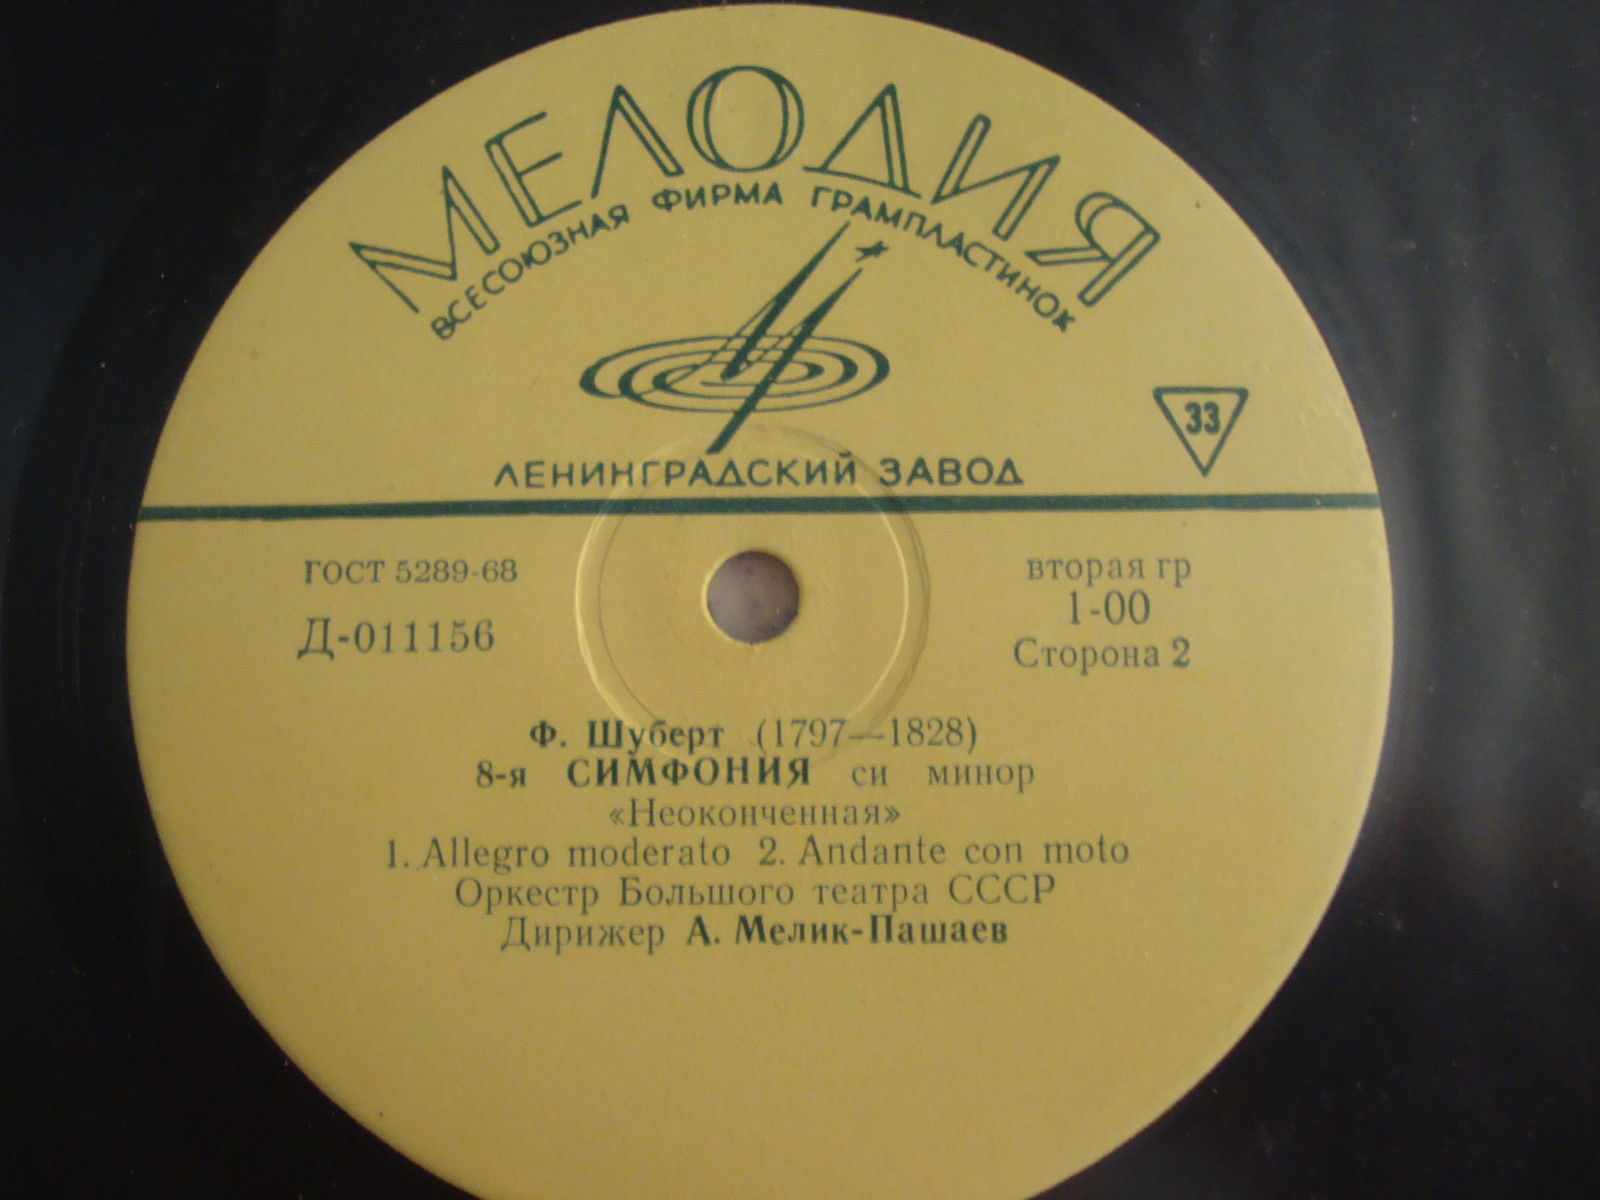 МЕЛОДИЯ
ВСЕСОЮЗНАЯ ФИРМА ГРАМПЛАСТИНОК
33
ЛЕНИНГРАДСКИЙ ЗАВОД
ГОСТ 5289-68
вторая гр
Д-011156
1-00
Сторона 2
Ф. Шуберт (1797—1828)
8-я СИМФОНИЯ си минор
«Неоконченная»
1. Allegro moderato 2. Andante con moto
Оркестр Большого театра СССР
Дирижер А. Мелик-Пашаев